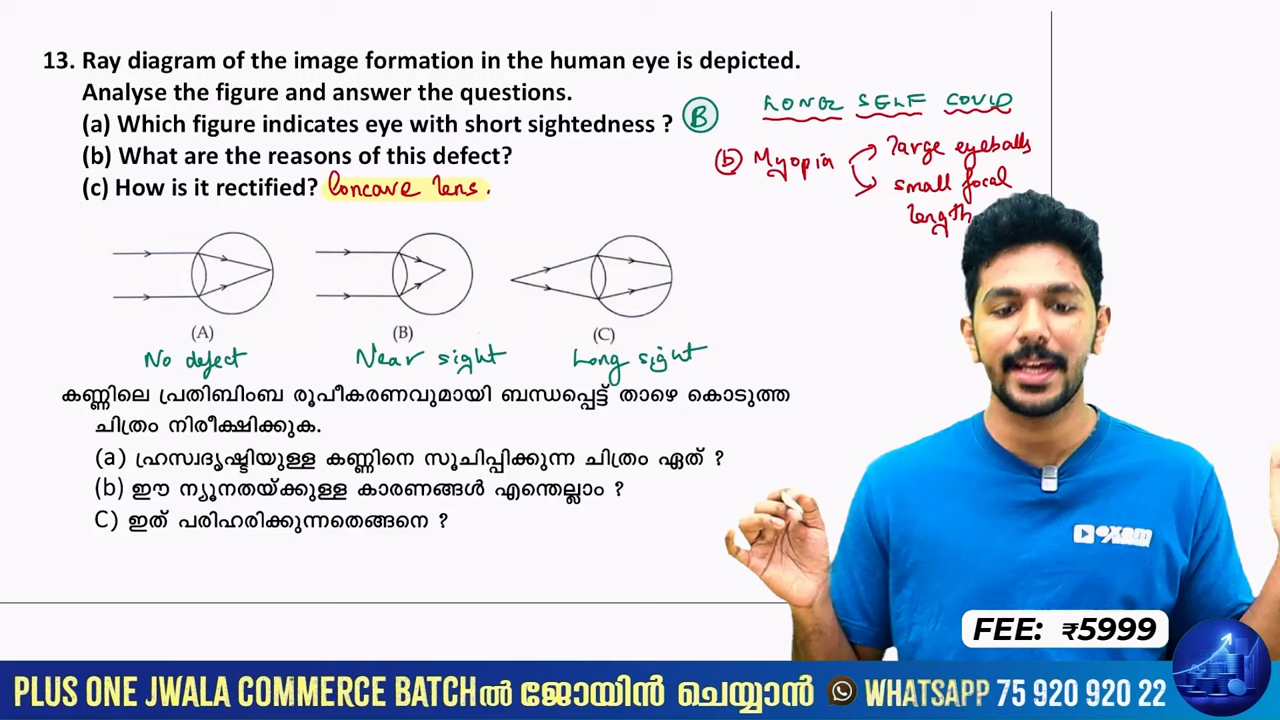 13. Ray diagram of the image formation in the human eye is depicted.
Analyse the figure and answer the questions.
(a) Which figure indicates eye with short sightedness ? B
(b) What are the reasons of this defect?
(c) How is it rectified? Concave lens.
LONG SELF COVID
(b) Myopia
large eyeballs
small focal
length
(A) (B) (C)
No defect Near sight Long sight
കണ്ണിലെ പ്രതിബിംബ രൂപീകരണവുമായി ബന്ധപ്പെട്ട് താഴെ കൊടുത്ത
ചിത്രം നിരീക്ഷിക്കുക.
(a) ഹ്രസ്വദൃഷ്ടിയുള്ള കണ്ണിനെ സൂചിപ്പിക്കുന്ന ചിത്രം ഏത് ?
(b) ഈ ന്യൂനതയ്ക്കുള്ള കാരണങ്ങൾ എന്തെല്ലാം ?
C) ഇത് പരിഹരിക്കുന്നതെങ്ങനെ ?
exam
FEE: ₹5999
PLUS ONE JWALA COMMERCE BATCHൽ ജോയിൻ ചെയ്യാൻ WHATSAPP 75 920 920 22